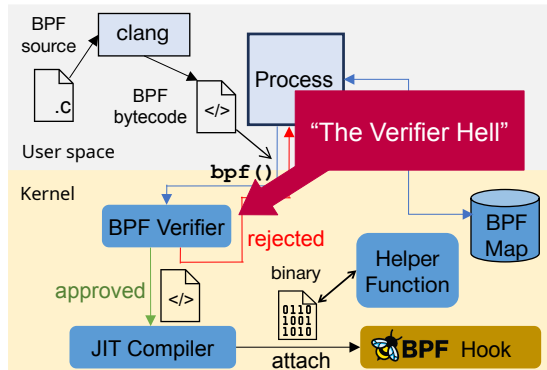 BPF
source
clang
.c
BPF
bytecode
</>
Process
"The Verifier Hell"
User space
bpf()
Kernel
BPF Verifier
rejected
BPF
Map
approved
</>
binary
0110
1001
1010
Helper
Function
JIT Compiler
attach
BPF Hook